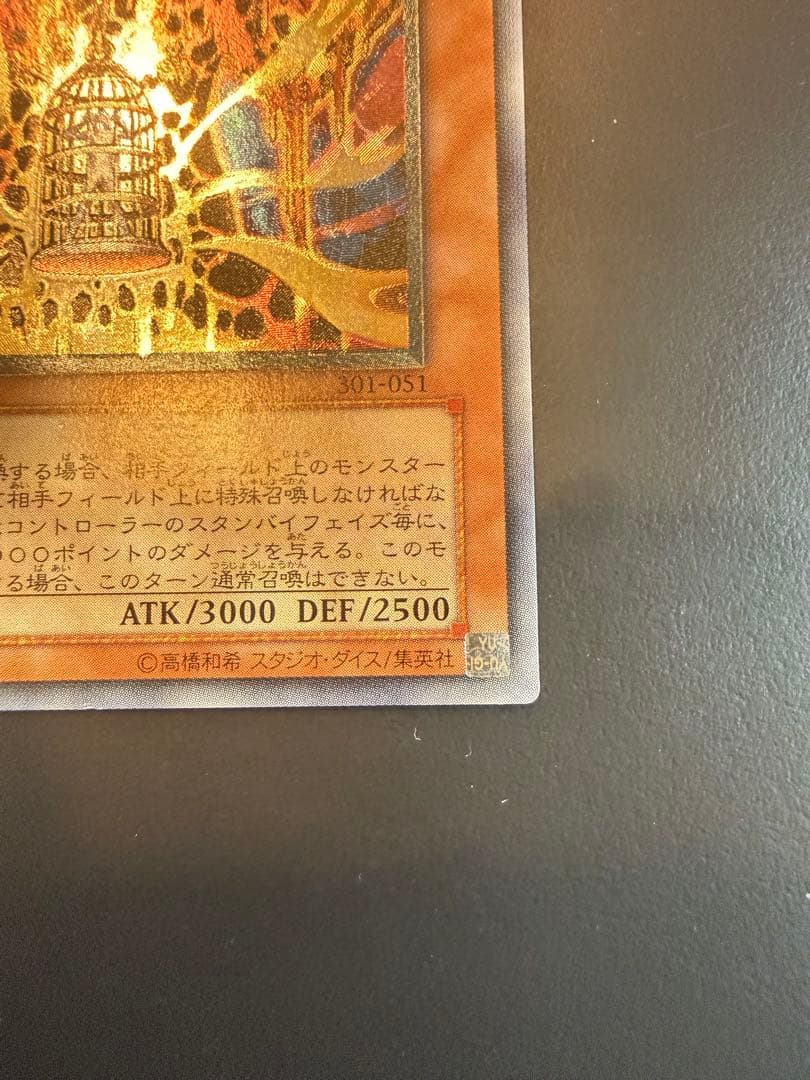 301-051
喚する場合、相手フィールド上のモンスター
て相手フィールド上に特殊召喚しなければな
コントローラーのスタンバイフェイズ毎に、
０００ポイントのダメージを与える。このモ
る場合、このターン通常召喚はできない。
ATK/3000 DEF/2500
©高橋和希 スタジオ・ダイス/集英社